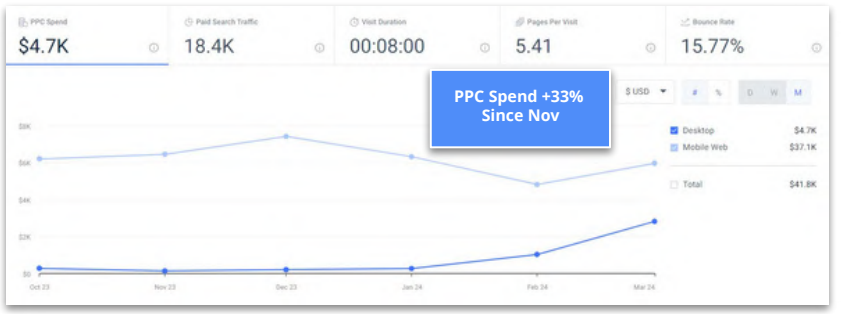 PPC Spend
Paid Search Traffic
Visit Duration
Pages Per Visit
Bounce Rate
$4.7K
18.4K
00:08:00
5.41
15.77%
PPC Spend +33%
Since Nov
$ USD
# % D W M
$8K
$6K
$4K
$2K
$0
Oct 23
Nov 23
Dec 23
Jan 24
Feb 24
Mar 24
Desktop $4.7K
Mobile Web $37.1K
Total $41.8K